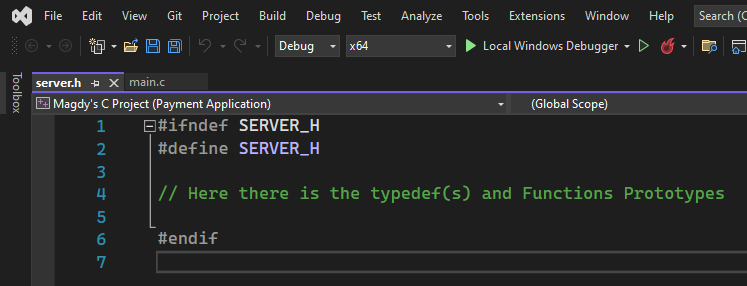 File Edit View Git Project Build Debug Test Analyze Tools Extensions Window Help Search (C
Debug x64 Local Windows Debugger
Toolbox
server.h main.c
Magdy's C Project (Payment Application) (Global Scope)
1 #ifndef SERVER_H
2 #define SERVER_H
3
4 // Here there is the typedef(s) and Functions Prototypes
5
6 #endif
7